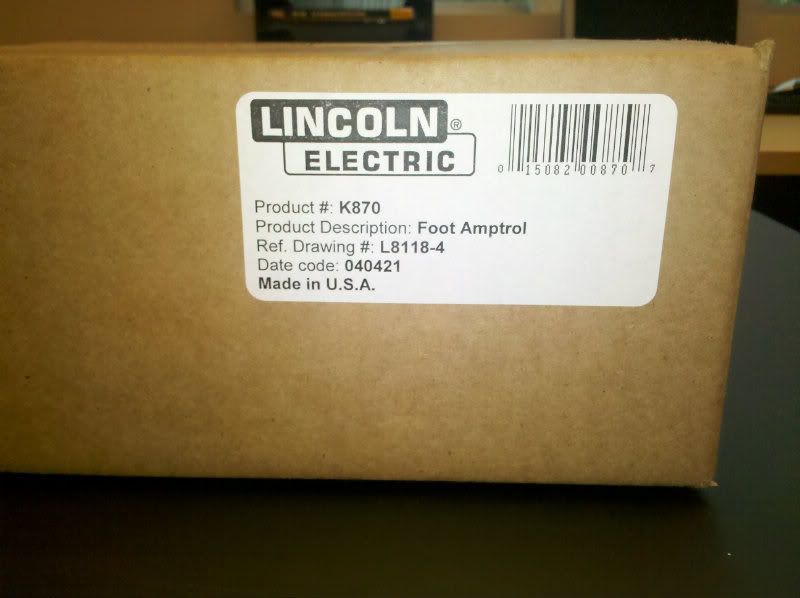 LINCOLN ®
ELECTRIC
0 15082 00870 7
Product #: K870
Product Description: Foot Amptrol
Ref. Drawing #: L8118-4
Date code: 040421
Made in U.S.A.